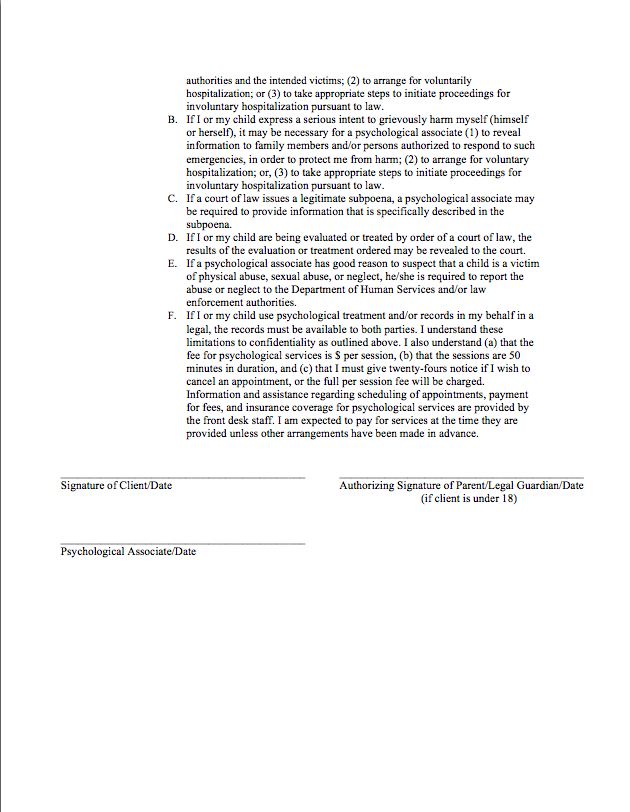 authorities and the intended victims; (2) to arrange for voluntarily
hospitalization; or (3) to take appropriate steps to initiate proceedings for
involuntary hospitalization pursuant to law.
B. If I or my child express a serious intent to grievously harm myself (himself
or herself), it may be necessary for a psychological associate (1) to reveal
information to family members and/or persons authorized to respond to such
emergencies, in order to protect me from harm; (2) to arrange for voluntary
hospitalization; or, (3) to take appropriate steps to initiate proceedings for
involuntary hospitalization pursuant to law.
C. If a court of law issues a legitimate subpoena, a psychological associate may
be required to provide information that is specifically described in the
subpoena.
D. If I or my child are being evaluated or treated by order of a court of law, the
results of the evaluation or treatment ordered may be revealed to the court.
E. If a psychological associate has good reason to suspect that a child is a victim
of physical abuse, sexual abuse, or neglect, he/she is required to report the
abuse or neglect to the Department of Human Services and/or law
enforcement authorities.
F. If I or my child use psychological treatment and/or records in my behalf in a
legal, the records must be available to both parties. I understand these
limitations to confidentiality as outlined above. I also understand (a) that the
fee for psychological services is $ per session, (b) that the sessions are 50
minutes in duration, and (c) that I must give twenty-fours notice if I wish to
cancel an appointment, or the full per session fee will be charged.
Information and assistance regarding scheduling of appointments, payment
for fees, and insurance coverage for psychological services are provided by
the front desk staff. I am expected to pay for services at the time they are
provided unless other arrangements have been made in advance.
Signature of Client/Date
Authorizing Signature of Parent/Legal Guardian/Date
(if client is under 18)
Psychological Associate/Date